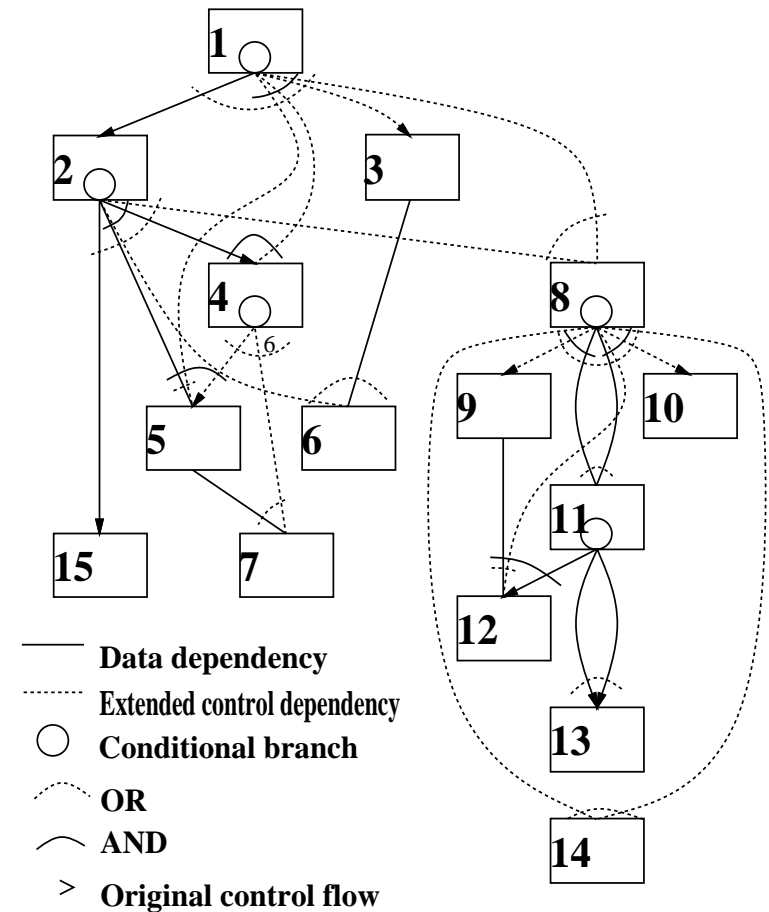 1
2
3
4
8
6
9
10
5
6
11
15
7
12
13
14
Data dependency
Extended control dependency
Conditional branch
OR
AND
Original control flow